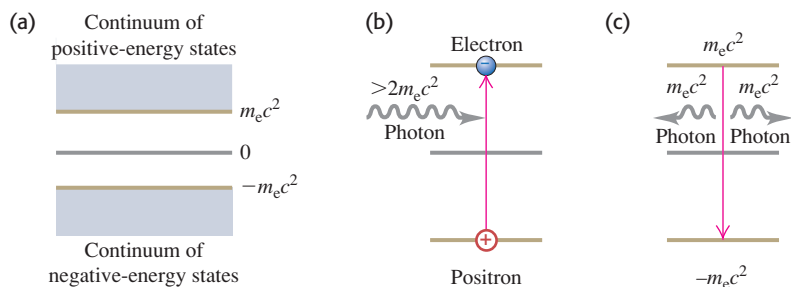 (a)
Continuum of
positive-energy states
mₑc²
0
−mₑc²
Continuum of
negative-energy states
(b)
Electron
−
>2mₑc²
Photon
+
Positron
(c)
mₑc²
mₑc² mₑc²
Photon Photon
–mₑc²